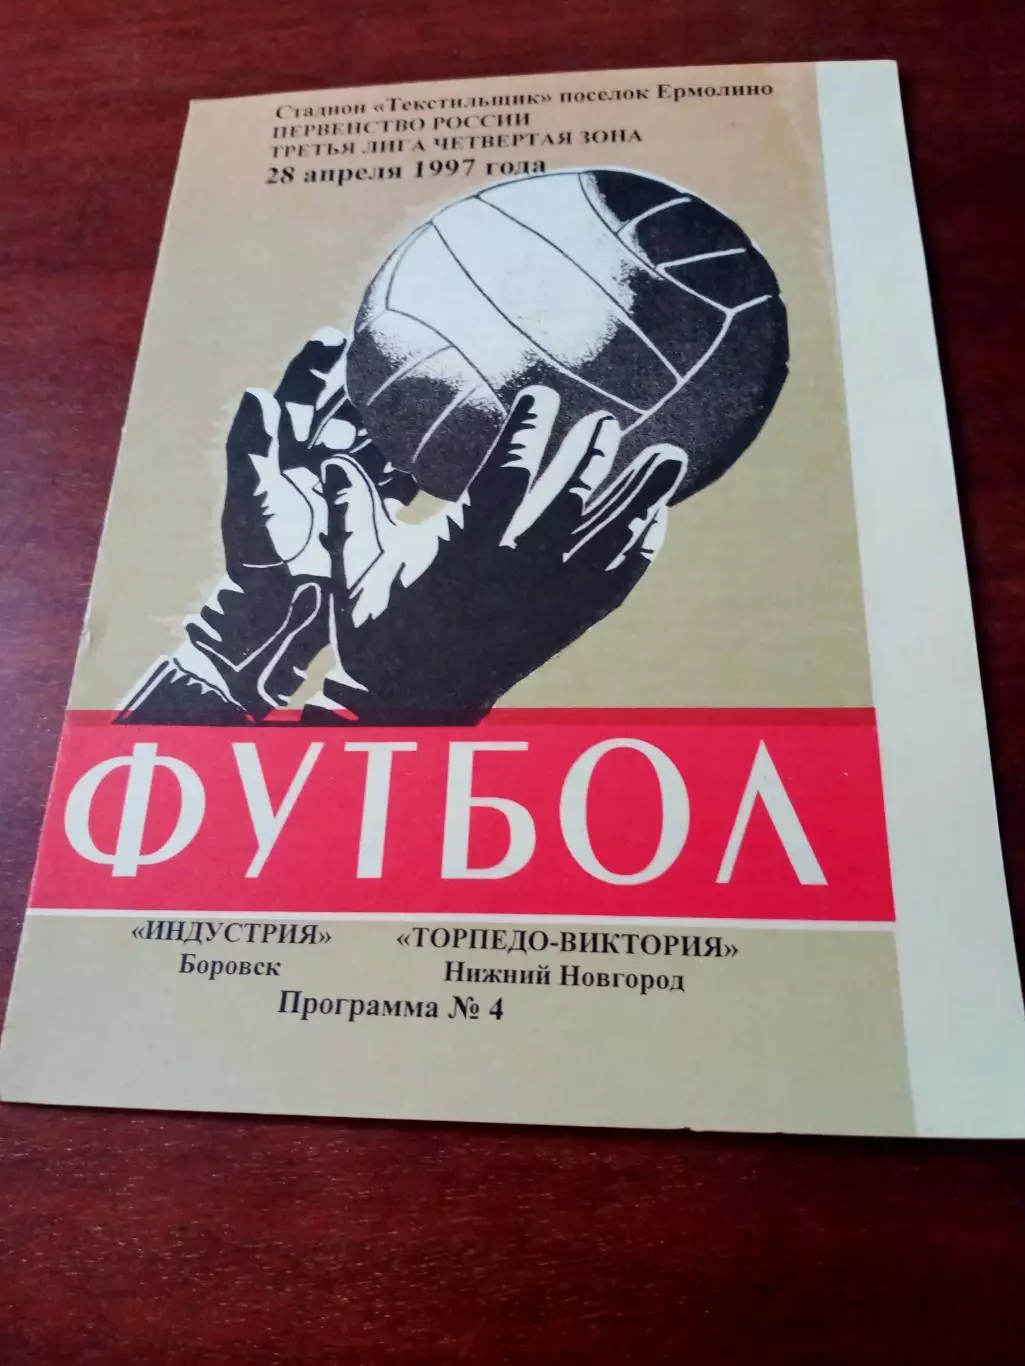 Стадион «Текстильщик» поселок Ермолино
ПЕРВЕНСТВО РОССИИ
ТРЕТЬЯ ЛИГА ЧЕТВЕРТАЯ ЗОНА
28 апреля 1997 года
ФУТБОЛ
«ИНДУСТРИЯ» «ТОРПЕДО-ВИКТОРИЯ»
Боровск Нижний Новгород
Программа № 4